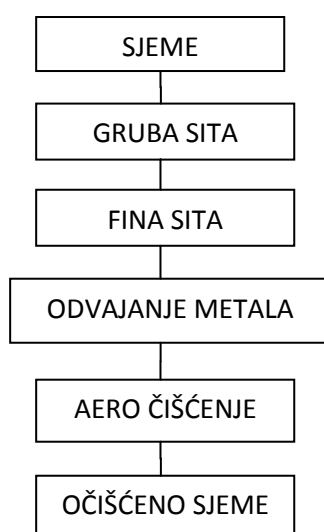 SJEME
GRUBA SITA
FINA SITA
ODVAJANJE METALA
AERO ČIŠĆENJE
OČIŠĆENO SJEME